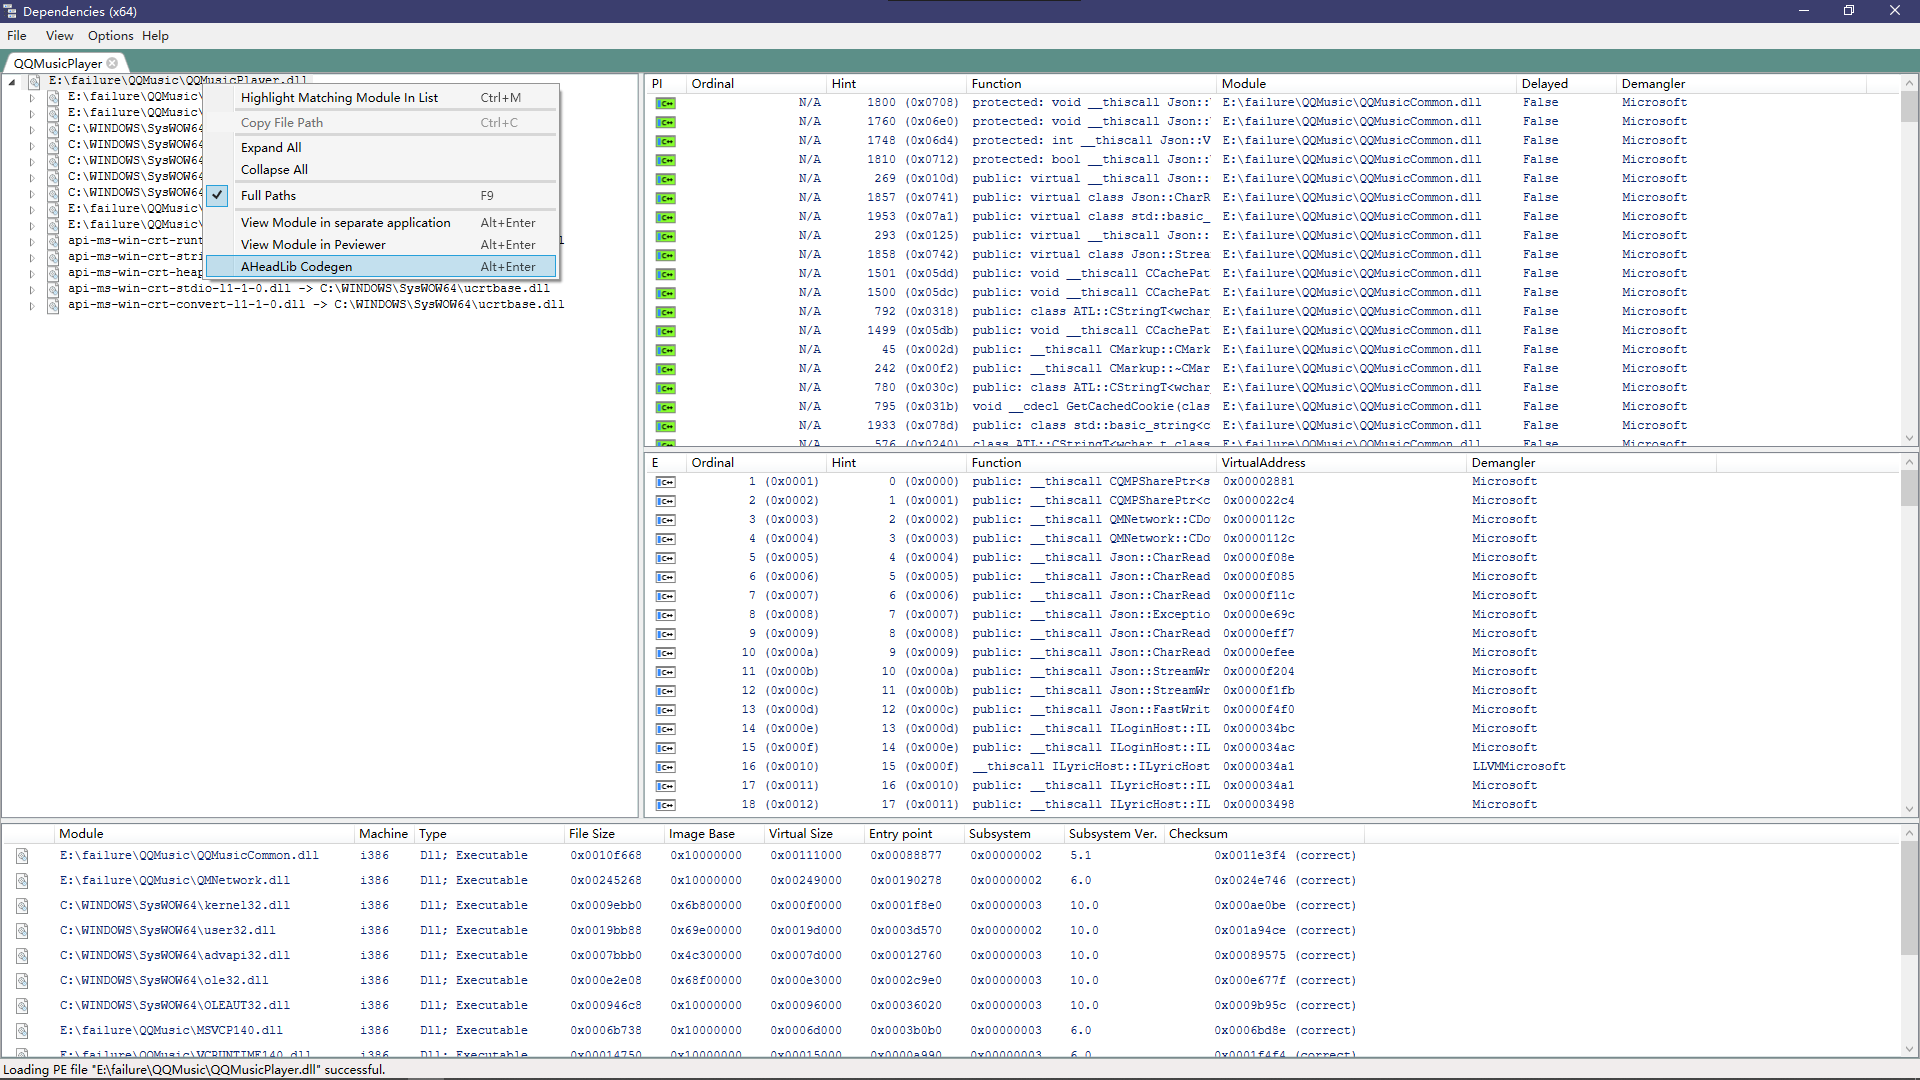 Dependencies (x64)
File View Options Help
QQMusicPlayer
E:\failure\QQMusic\QQMusicPlayer.dll
E:\failure\QQMusic\
E:\failure\QQMusic\
C:\WINDOWS\SysWOW64
C:\WINDOWS\SysWOW64
C:\WINDOWS\SysWOW64
C:\WINDOWS\SysWOW64
C:\WINDOWS\SysWOW64
E:\failure\QQMusic\
E:\failure\QQMusic\
api-ms-win-crt-runt
api-ms-win-crt-stri
api-ms-win-crt-heap
api-ms-win-crt-stdio-l1-1-0.dll -> C:\WINDOWS\SysWOW64\ucrtbase.dll
api-ms-win-crt-convert-l1-1-0.dll -> C:\WINDOWS\SysWOW64\ucrtbase.dll
Highlight Matching Module In List Ctrl+M
Copy File Path Ctrl+C
Expand All
Collapse All
Full Paths F9
View Module in separate application Alt+Enter
View Module in Peviewer Alt+Enter
AHeadLib Codegen Alt+Enter
PI Ordinal Hint Function Module Delayed Demangler
N/A 1800 (0x0708) protected: void __thiscall Json:: E:\failure\QQMusic\QQMusicCommon.dll False Microsoft
N/A 1760 (0x06e0) protected: void __thiscall Json:: E:\failure\QQMusic\QQMusicCommon.dll False Microsoft
N/A 1748 (0x06d4) protected: int __thiscall Json::V E:\failure\QQMusic\QQMusicCommon.dll False Microsoft
N/A 1810 (0x0712) protected: bool __thiscall Json:: E:\failure\QQMusic\QQMusicCommon.dll False Microsoft
N/A 269 (0x010d) public: virtual __thiscall Json:: E:\failure\QQMusic\QQMusicCommon.dll False Microsoft
N/A 1857 (0x0741) public: virtual class Json::CharR E:\failure\QQMusic\QQMusicCommon.dll False Microsoft
N/A 1953 (0x07a1) public: virtual class std::basic_ E:\failure\QQMusic\QQMusicCommon.dll False Microsoft
N/A 293 (0x0125) public: virtual __thiscall Json:: E:\failure\QQMusic\QQMusicCommon.dll False Microsoft
N/A 1858 (0x0742) public: virtual class Json::Strea E:\failure\QQMusic\QQMusicCommon.dll False Microsoft
N/A 1501 (0x05dd) public: void __thiscall CCachePat E:\failure\QQMusic\QQMusicCommon.dll False Microsoft
N/A 1500 (0x05dc) public: void __thiscall CCachePat E:\failure\QQMusic\QQMusicCommon.dll False Microsoft
N/A 792 (0x0318) public: class ATL::CStringT<wchar_ E:\failure\QQMusic\QQMusicCommon.dll False Microsoft
N/A 1499 (0x05db) public: void __thiscall CCachePat E:\failure\QQMusic\QQMusicCommon.dll False Microsoft
N/A 45 (0x002d) public: __thiscall CMarkup::CMark E:\failure\QQMusic\QQMusicCommon.dll False Microsoft
N/A 242 (0x00f2) public: __thiscall CMarkup::~CMar E:\failure\QQMusic\QQMusicCommon.dll False Microsoft
N/A 780 (0x030c) public: class ATL::CStringT<wchar_ E:\failure\QQMusic\QQMusicCommon.dll False Microsoft
N/A 795 (0x031b) void __cdecl GetCachedCookie(clas E:\failure\QQMusic\QQMusicCommon.dll False Microsoft
N/A 1933 (0x078d) public: class std::basic_string<c E:\failure\QQMusic\QQMusicCommon.dll False Microsoft
N/A 576 (0x0240) class ATL::CStringT<wchar_t,class E:\failure\QQMusic\QQMusicCommon.dll False Microsoft
E Ordinal Hint Function VirtualAddress Demangler
1 (0x0001) 0 (0x0000) public: __thiscall CQMPSharePtr<s 0x00002881 Microsoft
2 (0x0002) 1 (0x0001) public: __thiscall CQMPSharePtr<c 0x000022c4 Microsoft
3 (0x0003) 2 (0x0002) public: __thiscall QMNetwork::CDo 0x0000112c Microsoft
4 (0x0004) 3 (0x0003) public: __thiscall QMNetwork::CDo 0x0000112c Microsoft
5 (0x0005) 4 (0x0004) public: __thiscall Json::CharRead 0x0000f08e Microsoft
6 (0x0006) 5 (0x0005) public: __thiscall Json::CharRead 0x0000f085 Microsoft
7 (0x0007) 6 (0x0006) public: __thiscall Json::CharRead 0x0000f11c Microsoft
8 (0x0008) 7 (0x0007) public: __thiscall Json::Exceptio 0x0000e69c Microsoft
9 (0x0009) 8 (0x0008) public: __thiscall Json::CharRead 0x0000eff7 Microsoft
10 (0x000a) 9 (0x0009) public: __thiscall Json::CharRead 0x0000efee Microsoft
11 (0x000b) 10 (0x000a) public: __thiscall Json::StreamWr 0x0000f204 Microsoft
12 (0x000c) 11 (0x000b) public: __thiscall Json::StreamWr 0x0000f1fb Microsoft
13 (0x000d) 12 (0x000c) public: __thiscall Json::FastWrit 0x0000f4f0 Microsoft
14 (0x000e) 13 (0x000d) public: __thiscall ILoginHost::IL 0x000034bc Microsoft
15 (0x000f) 14 (0x000e) public: __thiscall ILoginHost::IL 0x000034ac Microsoft
16 (0x0010) 15 (0x000f) __thiscall ILyricHost::ILyricHost 0x000034a1 LLVMMicrosoft
17 (0x0011) 16 (0x0010) public: __thiscall ILyricHost::IL 0x000034a1 Microsoft
18 (0x0012) 17 (0x0011) public: __thiscall ILyricHost::IL 0x00003498 Microsoft
Module Machine Type File Size Image Base Virtual Size Entry point Subsystem Subsystem Ver. Checksum
E:\failure\QQMusic\QQMusicCommon.dll i386 Dll; Executable 0x0010f668 0x10000000 0x00111000 0x00088877 0x00000002 5.1 0x0011e3f4 (correct)
E:\failure\QQMusic\QMNetwork.dll i386 Dll; Executable 0x00245268 0x10000000 0x00249000 0x00190278 0x00000002 6.0 0x0024e746 (correct)
C:\WINDOWS\SysWOW64\kernel32.dll i386 Dll; Executable 0x0009ebb0 0x6b800000 0x000f0000 0x0001f8e0 0x00000003 10.0 0x000ae0be (correct)
C:\WINDOWS\SysWOW64\user32.dll i386 Dll; Executable 0x0019bb88 0x69e00000 0x0019d000 0x0003d570 0x00000002 10.0 0x001a94ce (correct)
C:\WINDOWS\SysWOW64\advapi32.dll i386 Dll; Executable 0x0007bbb0 0x4c300000 0x0007d000 0x00012760 0x00000003 10.0 0x00089575 (correct)
C:\WINDOWS\SysWOW64\ole32.dll i386 Dll; Executable 0x000e2e08 0x68f00000 0x000e3000 0x0002c9e0 0x00000003 10.0 0x000e677f (correct)
C:\WINDOWS\SysWOW64\OLEAUT32.dll i386 Dll; Executable 0x000946c8 0x10000000 0x00096000 0x00036020 0x00000003 10.0 0x0009b95c (correct)
E:\failure\QQMusic\MSVCP140.dll i386 Dll; Executable 0x0006b738 0x10000000 0x0006d000 0x0003b0b0 0x00000003 6.0 0x0006bd8e (correct)
E:\failure\QQMusic\VCRUNTIME140.dll i386 Dll; Executable 0x00014750 0x10000000 0x00015000 0x0000a990 0x00000003 6.0 0x0001f4f4 (correct)
Loading PE file "E:\failure\QQMusic\QQMusicPlayer.dll" successful.